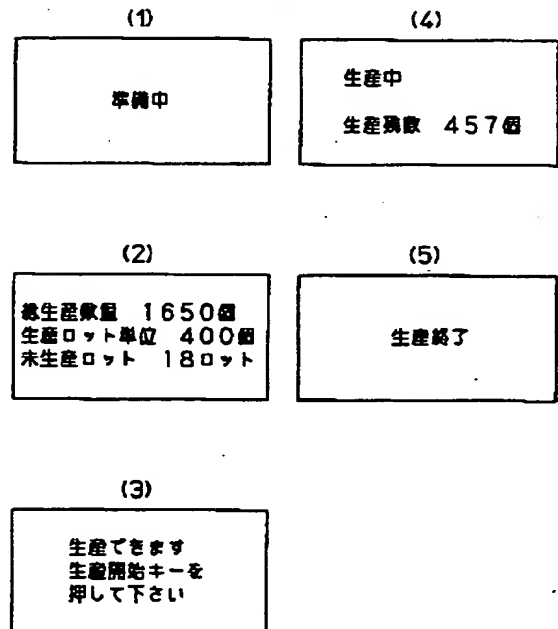 (1)
準備中
(2)
総生産数量 1650個
生産ロット単位 400個
未生産ロット 18ロット
(3)
生産できます
生産開始キーを
押して下さい
(4)
生産中
生産残数 457個
(5)
生産終了